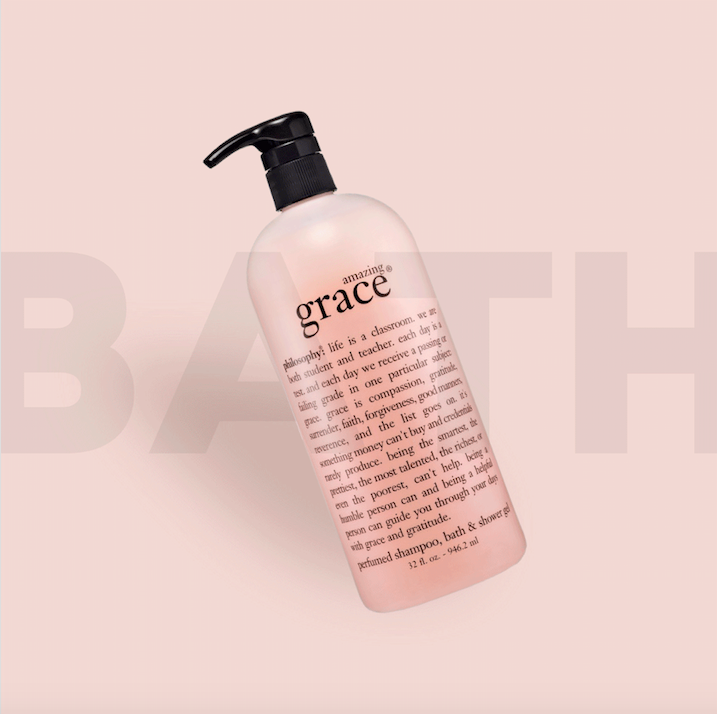 BATH
amazing
grace®
philosophy®: life is a classroom. we are
both student and teacher. each day is a
test. and each day we receive a passing or
failing grade in one particular subject:
grace. grace is compassion, gratitude,
surrender, faith, forgiveness, good manners,
reverence, and the list goes on. it's
something money can't buy and credentials
rarely produce. being the smartest, the
prettiest, the most talented, the richest, or
even the poorest, can't help. being a
humble person can and being a helpful
person can guide you through your days
with grace and gratitude.
perfumed shampoo, bath & shower gel
32 fl. oz. - 946.2 ml